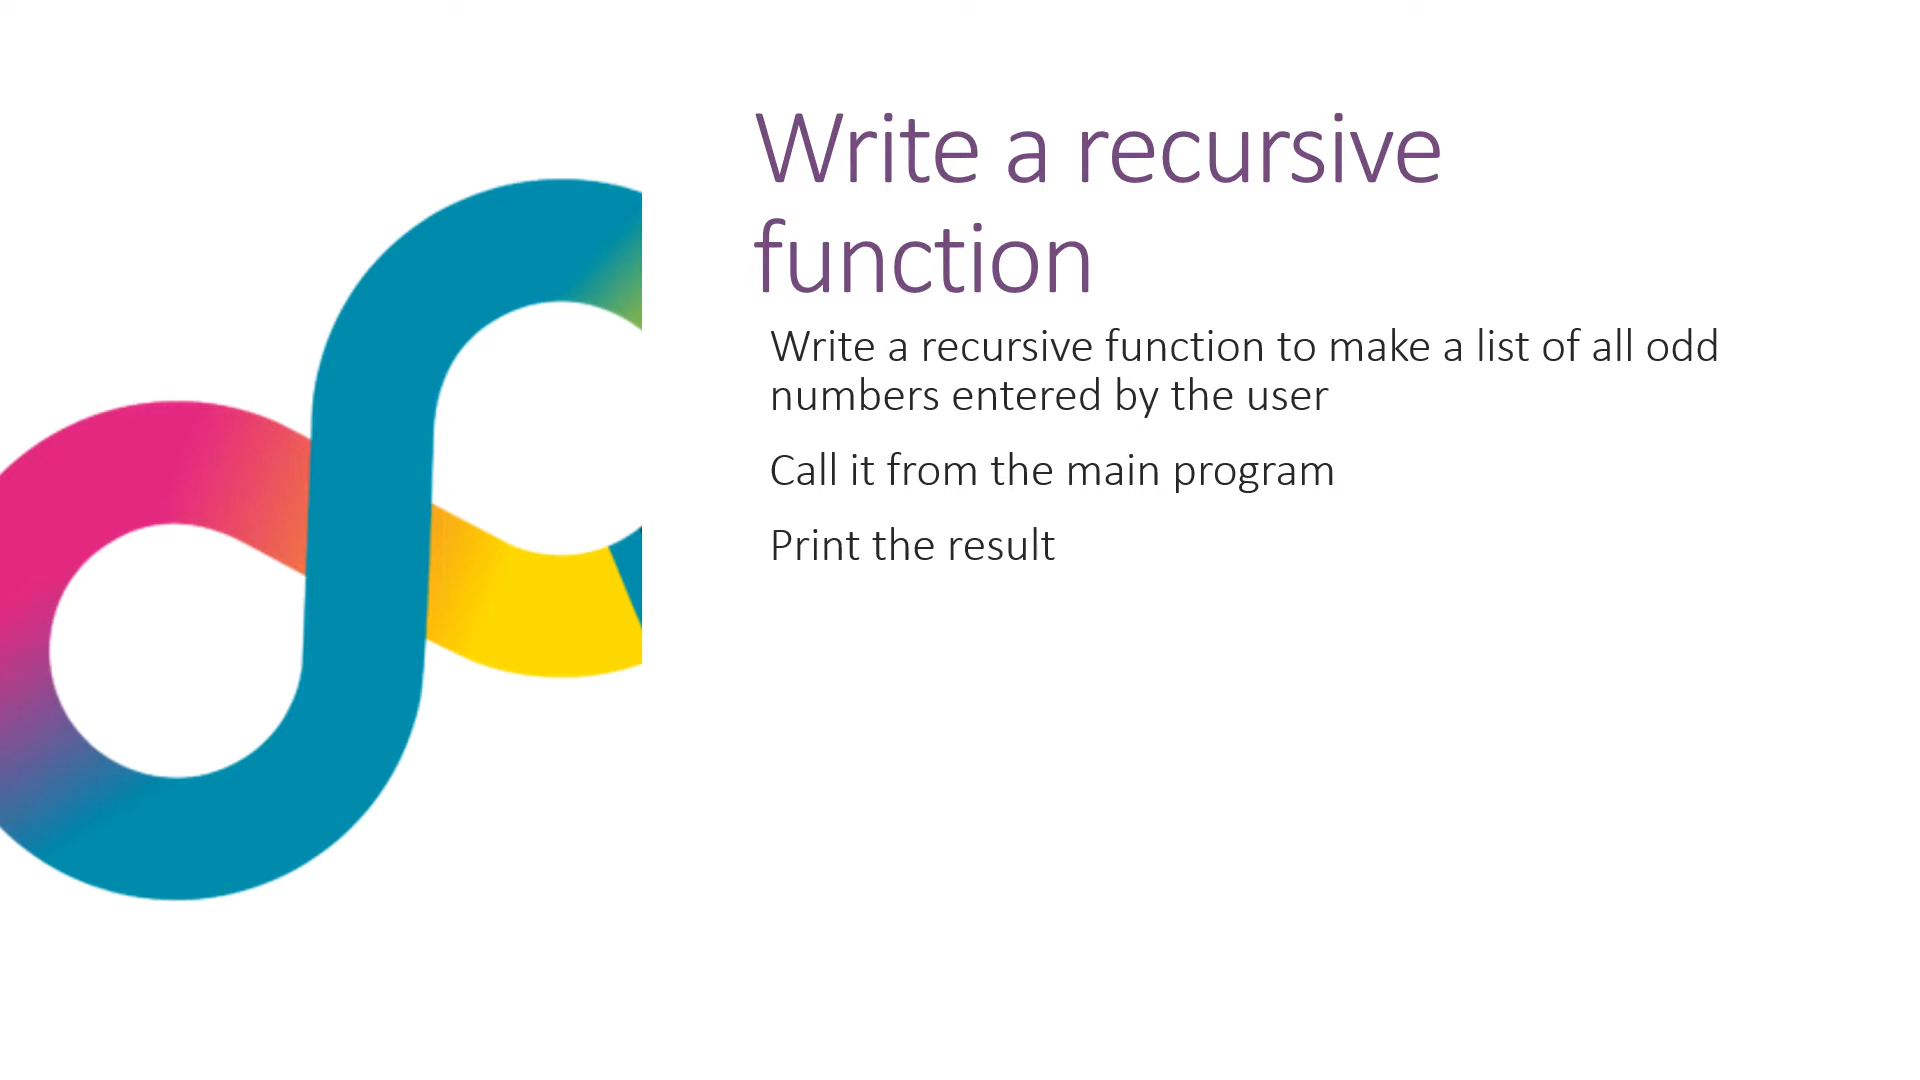 Write a recursive
function
Write a recursive function to make a list of all odd
numbers entered by the user
Call it from the main program
Print the result